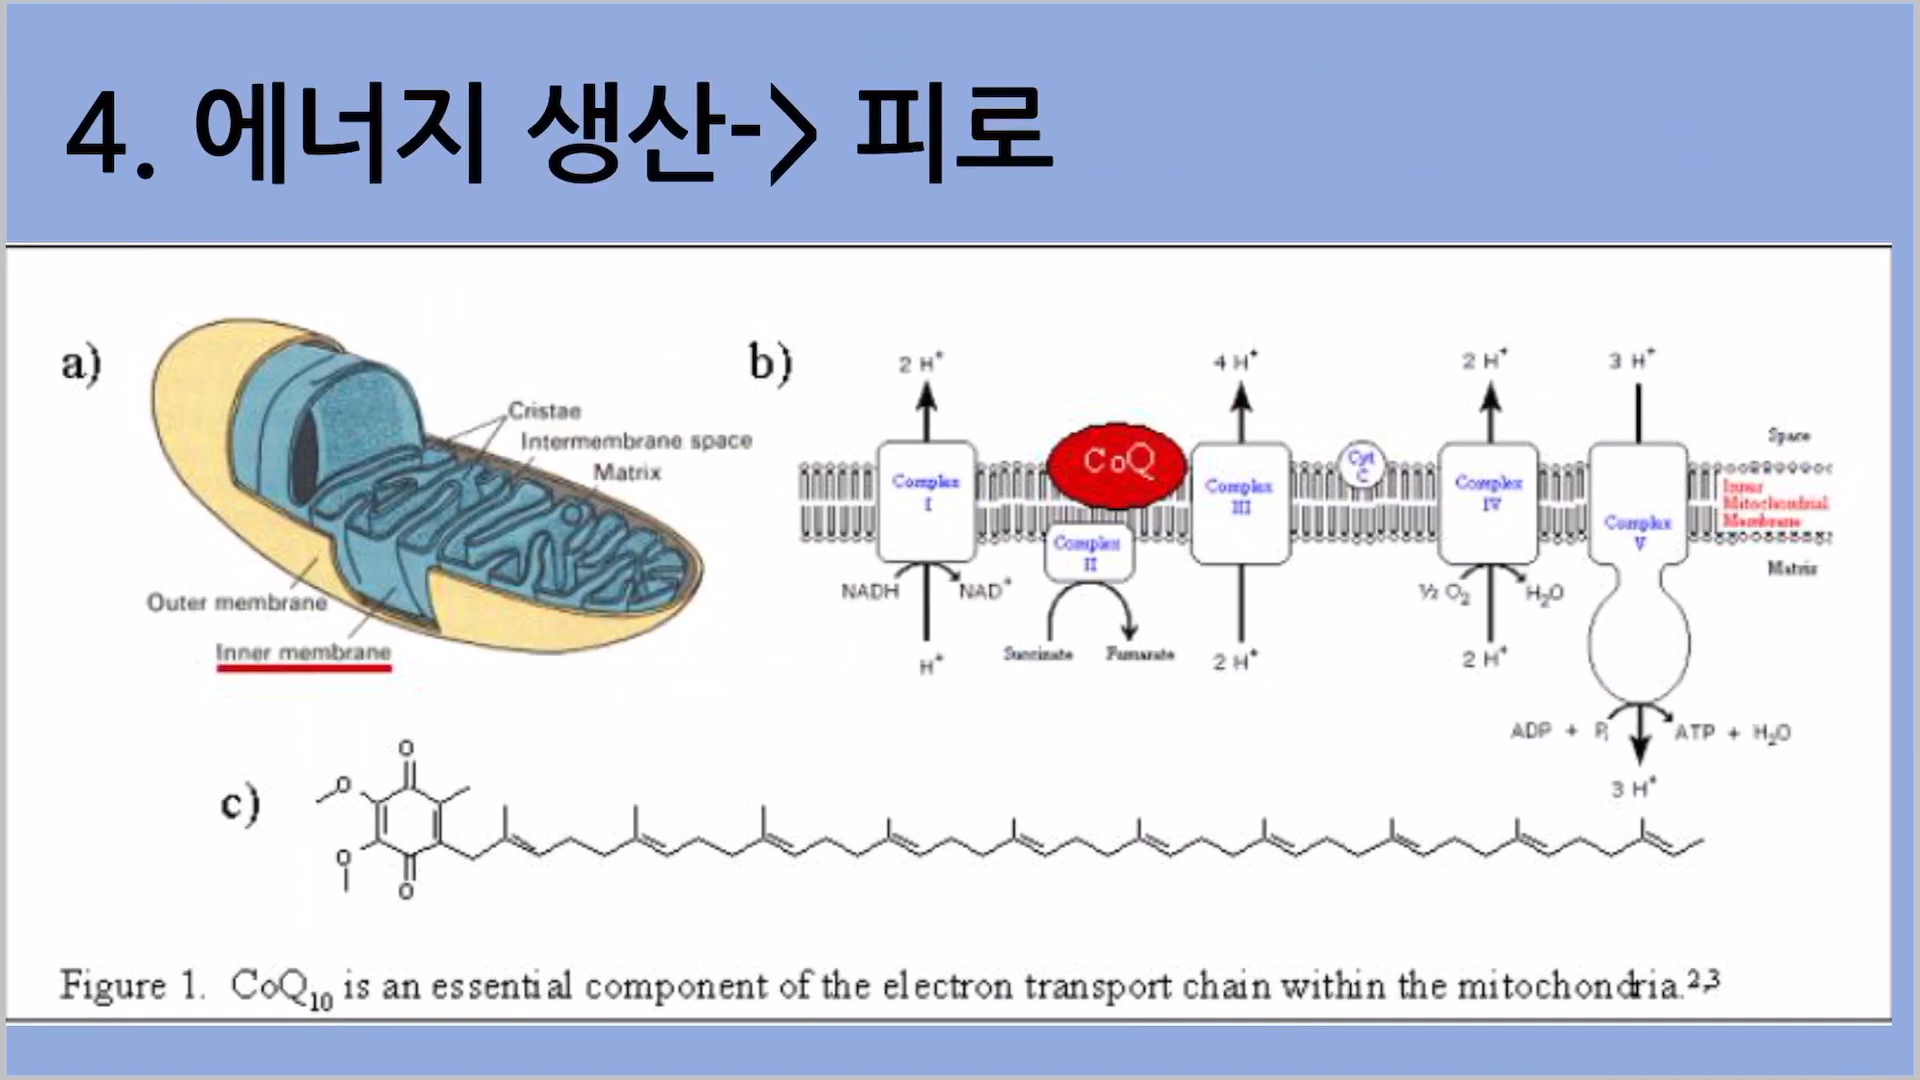 4. 에너지 생산-> 피로
a)
Cristae
Intermembrane space
Matrix
Outer membrane
Inner membrane
b)
2 H⁺
4 H⁺
2 H⁺
3 H⁺
Space
CoQ
Cyt
C
Complex
I
Complex
II
Complex
III
Complex
IV
Complex
V
Inner
Mitochondrial
Membrane
Matrix
NADH
NAD⁺
½ O₂
H₂O
Succinate
Fumarate
H⁺
2 H⁺
2 H⁺
ADP + Pᵢ
ATP + H₂O
3 H⁺
c)
O
O
O
O
Figure 1. CoQ₁₀ is an essential component of the electron transport chain within the mitochondria.²,³